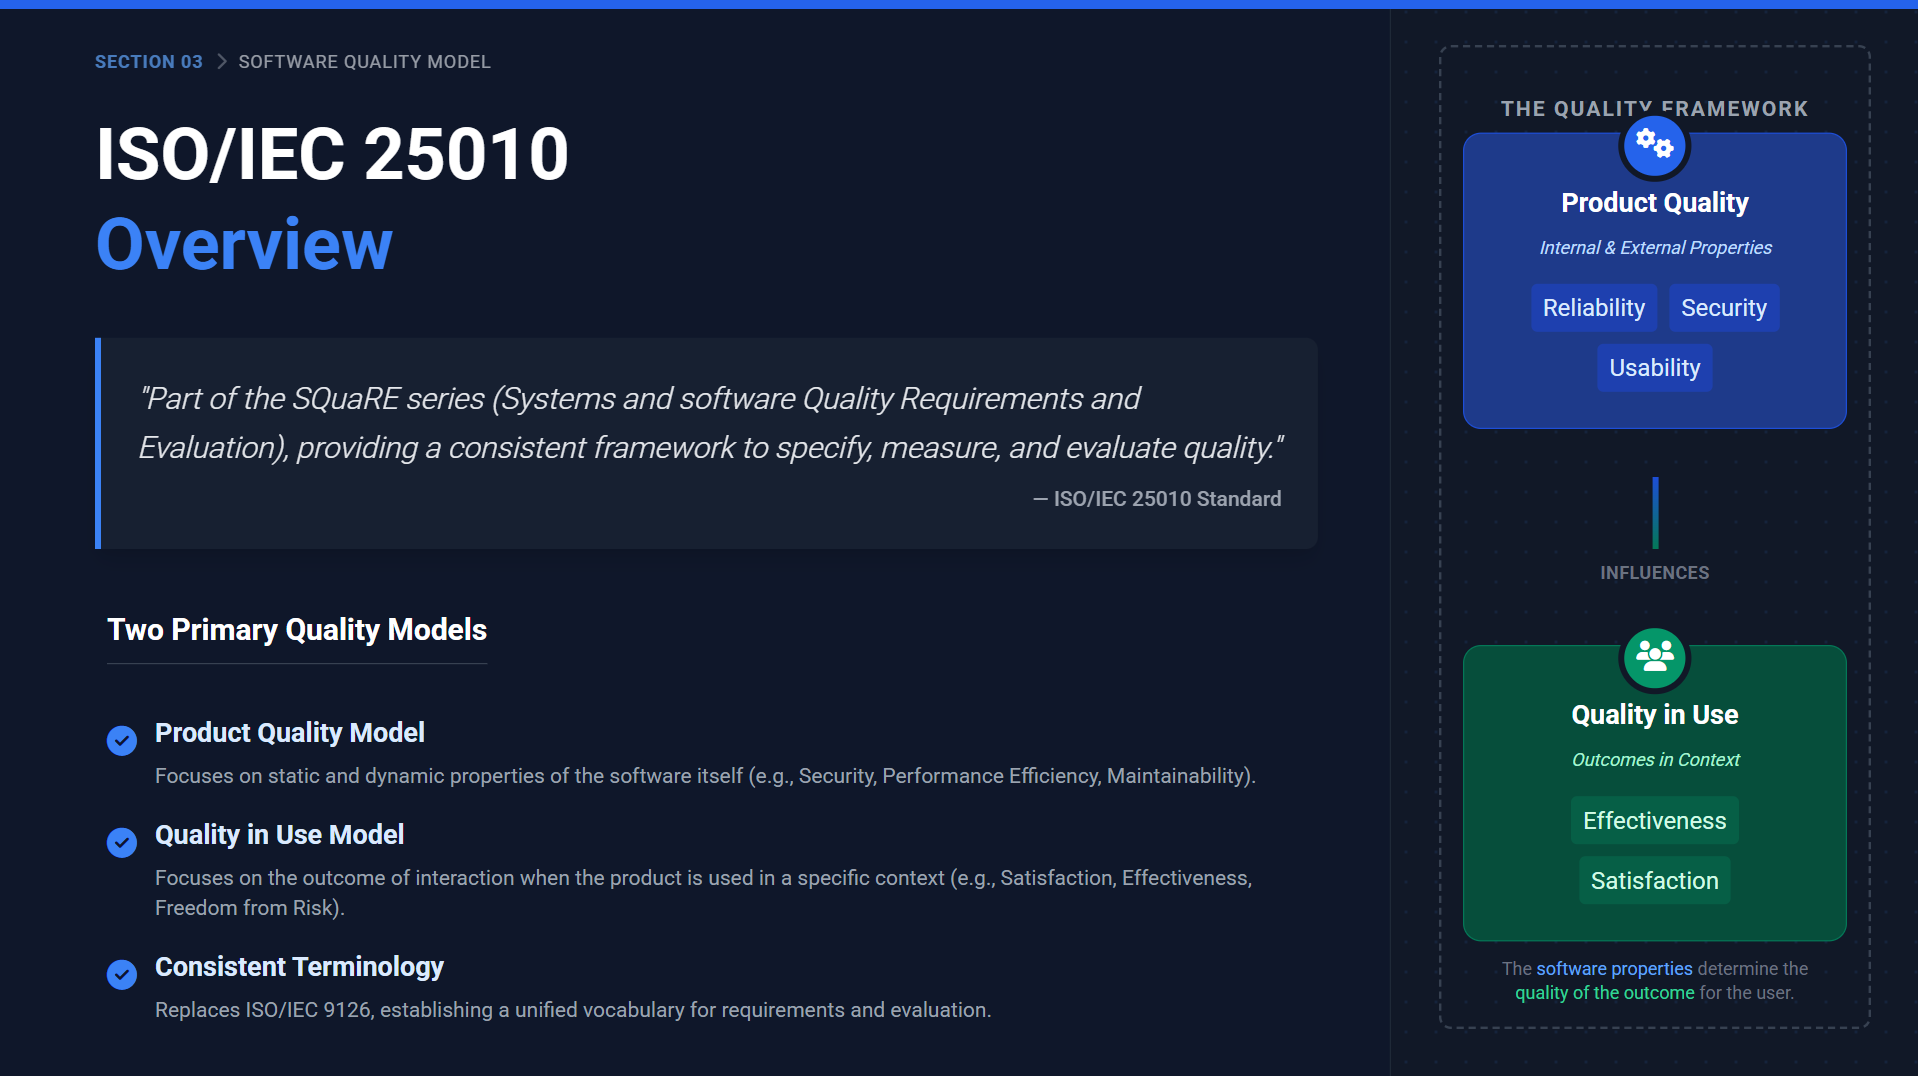 SECTION 03 > SOFTWARE QUALITY MODEL
ISO/IEC 25010
Overview
"Part of the SQuaRE series (Systems and software Quality Requirements and
Evaluation), providing a consistent framework to specify, measure, and evaluate quality."
— ISO/IEC 25010 Standard
Two Primary Quality Models
Product Quality Model
Focuses on static and dynamic properties of the software itself (e.g., Security, Performance Efficiency, Maintainability).
Quality in Use Model
Focuses on the outcome of interaction when the product is used in a specific context (e.g., Satisfaction, Effectiveness,
Freedom from Risk).
Consistent Terminology
Replaces ISO/IEC 9126, establishing a unified vocabulary for requirements and evaluation.
THE QUALITY FRAMEWORK
Product Quality
Internal & External Properties
Reliability Security
Usability
INFLUENCES
Quality in Use
Outcomes in Context
Effectiveness
Satisfaction
The software properties determine the
quality of the outcome for the user.